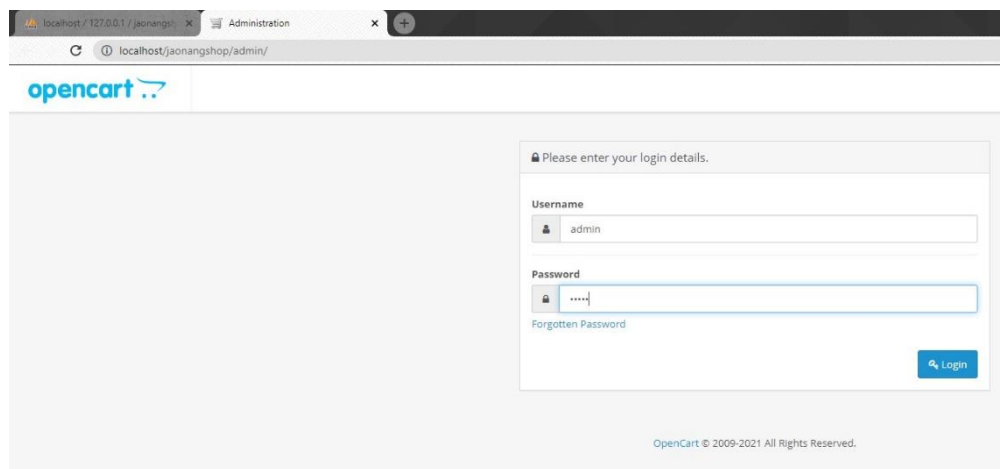 localhost / 127.0.0.1 / jaonangsh
Administration
localhost/jaonangshop/admin/
opencart
Please enter your login details.
Username
admin
Password
Forgotten Password
Login
OpenCart © 2009-2021 All Rights Reserved.